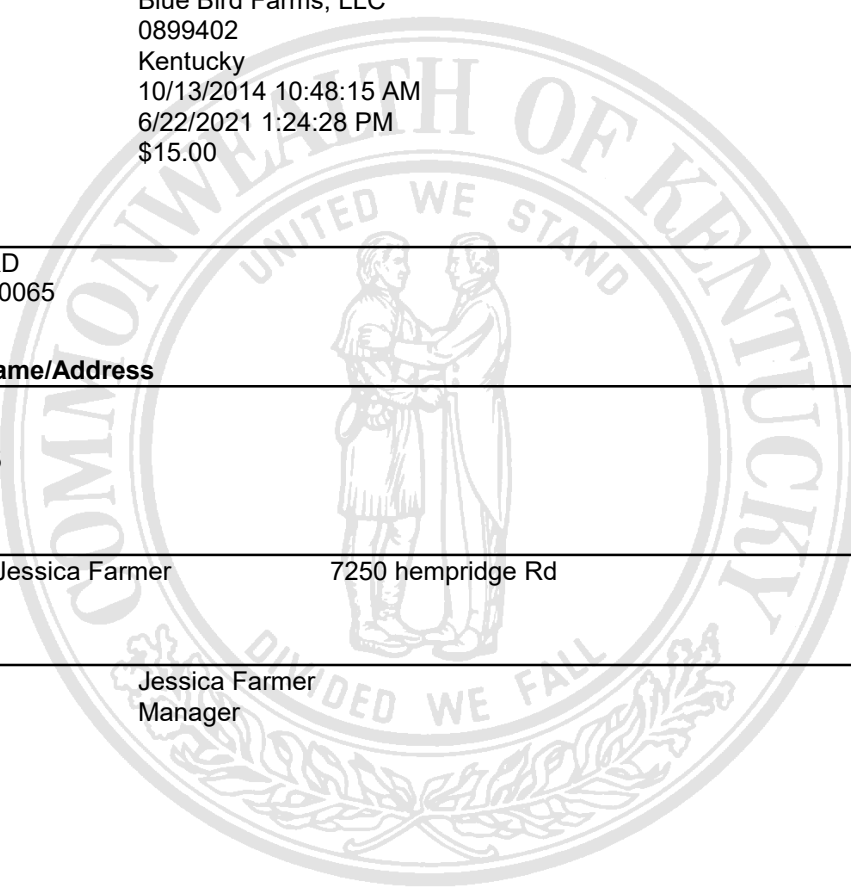 Blue Bird Farms, LLC
0899402
Kentucky
10/13/2014 10:48:15 AM
6/22/2021 1:24:28 PM
$15.00
D
0065
ame/Address
Jessica Farmer 7250 hempridge Rd
Jessica Farmer
Manager
COMMONWEALTH OF KENTUCKY
UNITED WE STAND
DIVIDED WE FALL